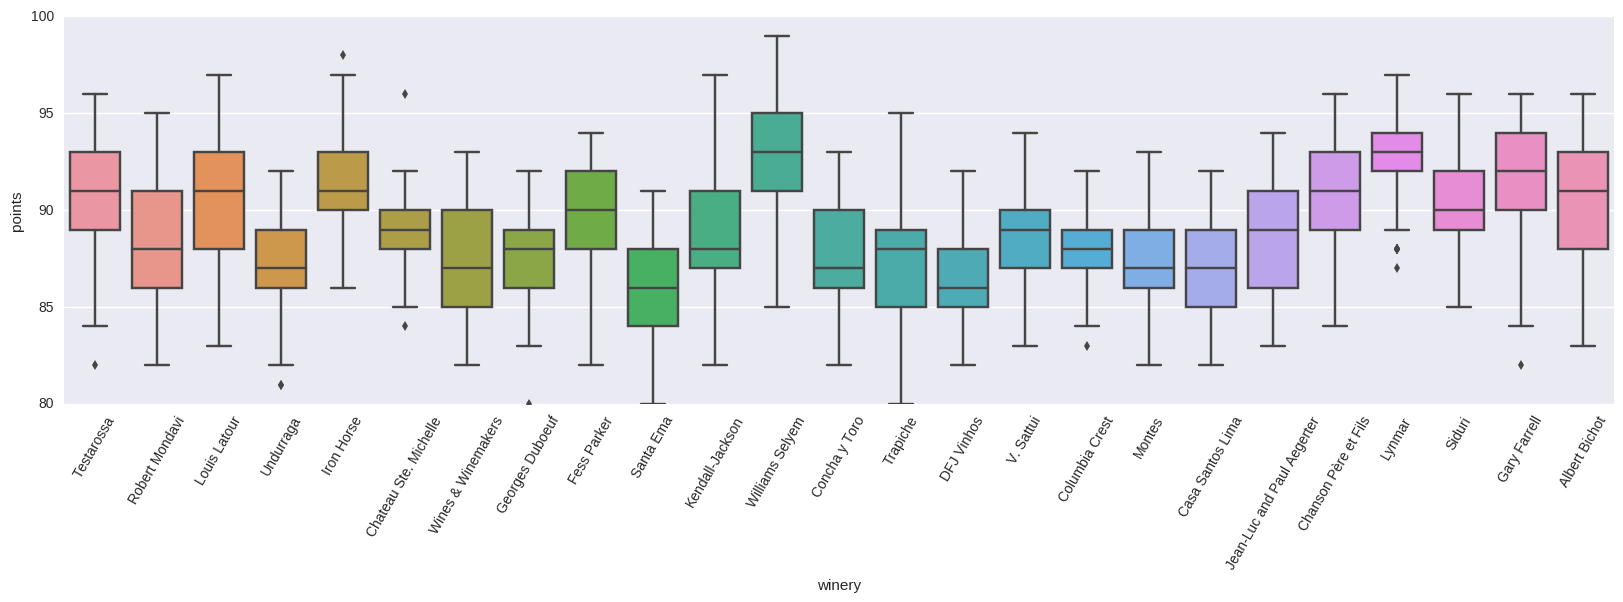 100
95
90
85
80
points
Testarossa
Robert Mondavi
Louis Latour
Undurraga
Iron Horse
Chateau Ste. Michelle
Wines & Winemakers
Georges Duboeuf
Fess Parker
Santa Ema
Kendall-Jackson
Williams Selyem
Concha y Toro
Trapiche
DFJ Vinhos
V. Sattui
Columbia Crest
Montes
Casa Santos Lima
Jean-Luc and Paul Aegerter
Chanson Père et Fils
Lynmar
Siduri
Gary Farrell
Albert Bichot
winery